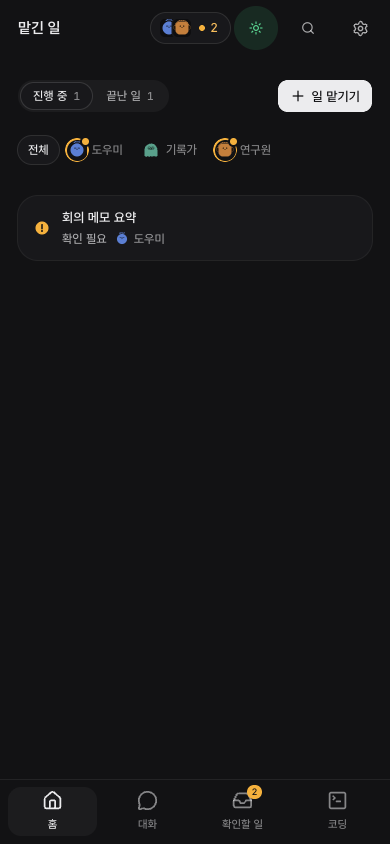 맡긴 일
2
진행 중 1
끝난 일 1
일 맡기기
전체
도우미
기록가
연구원
회의 메모 요약
확인 필요 도우미
2
홈
대화
확인할 일
코딩